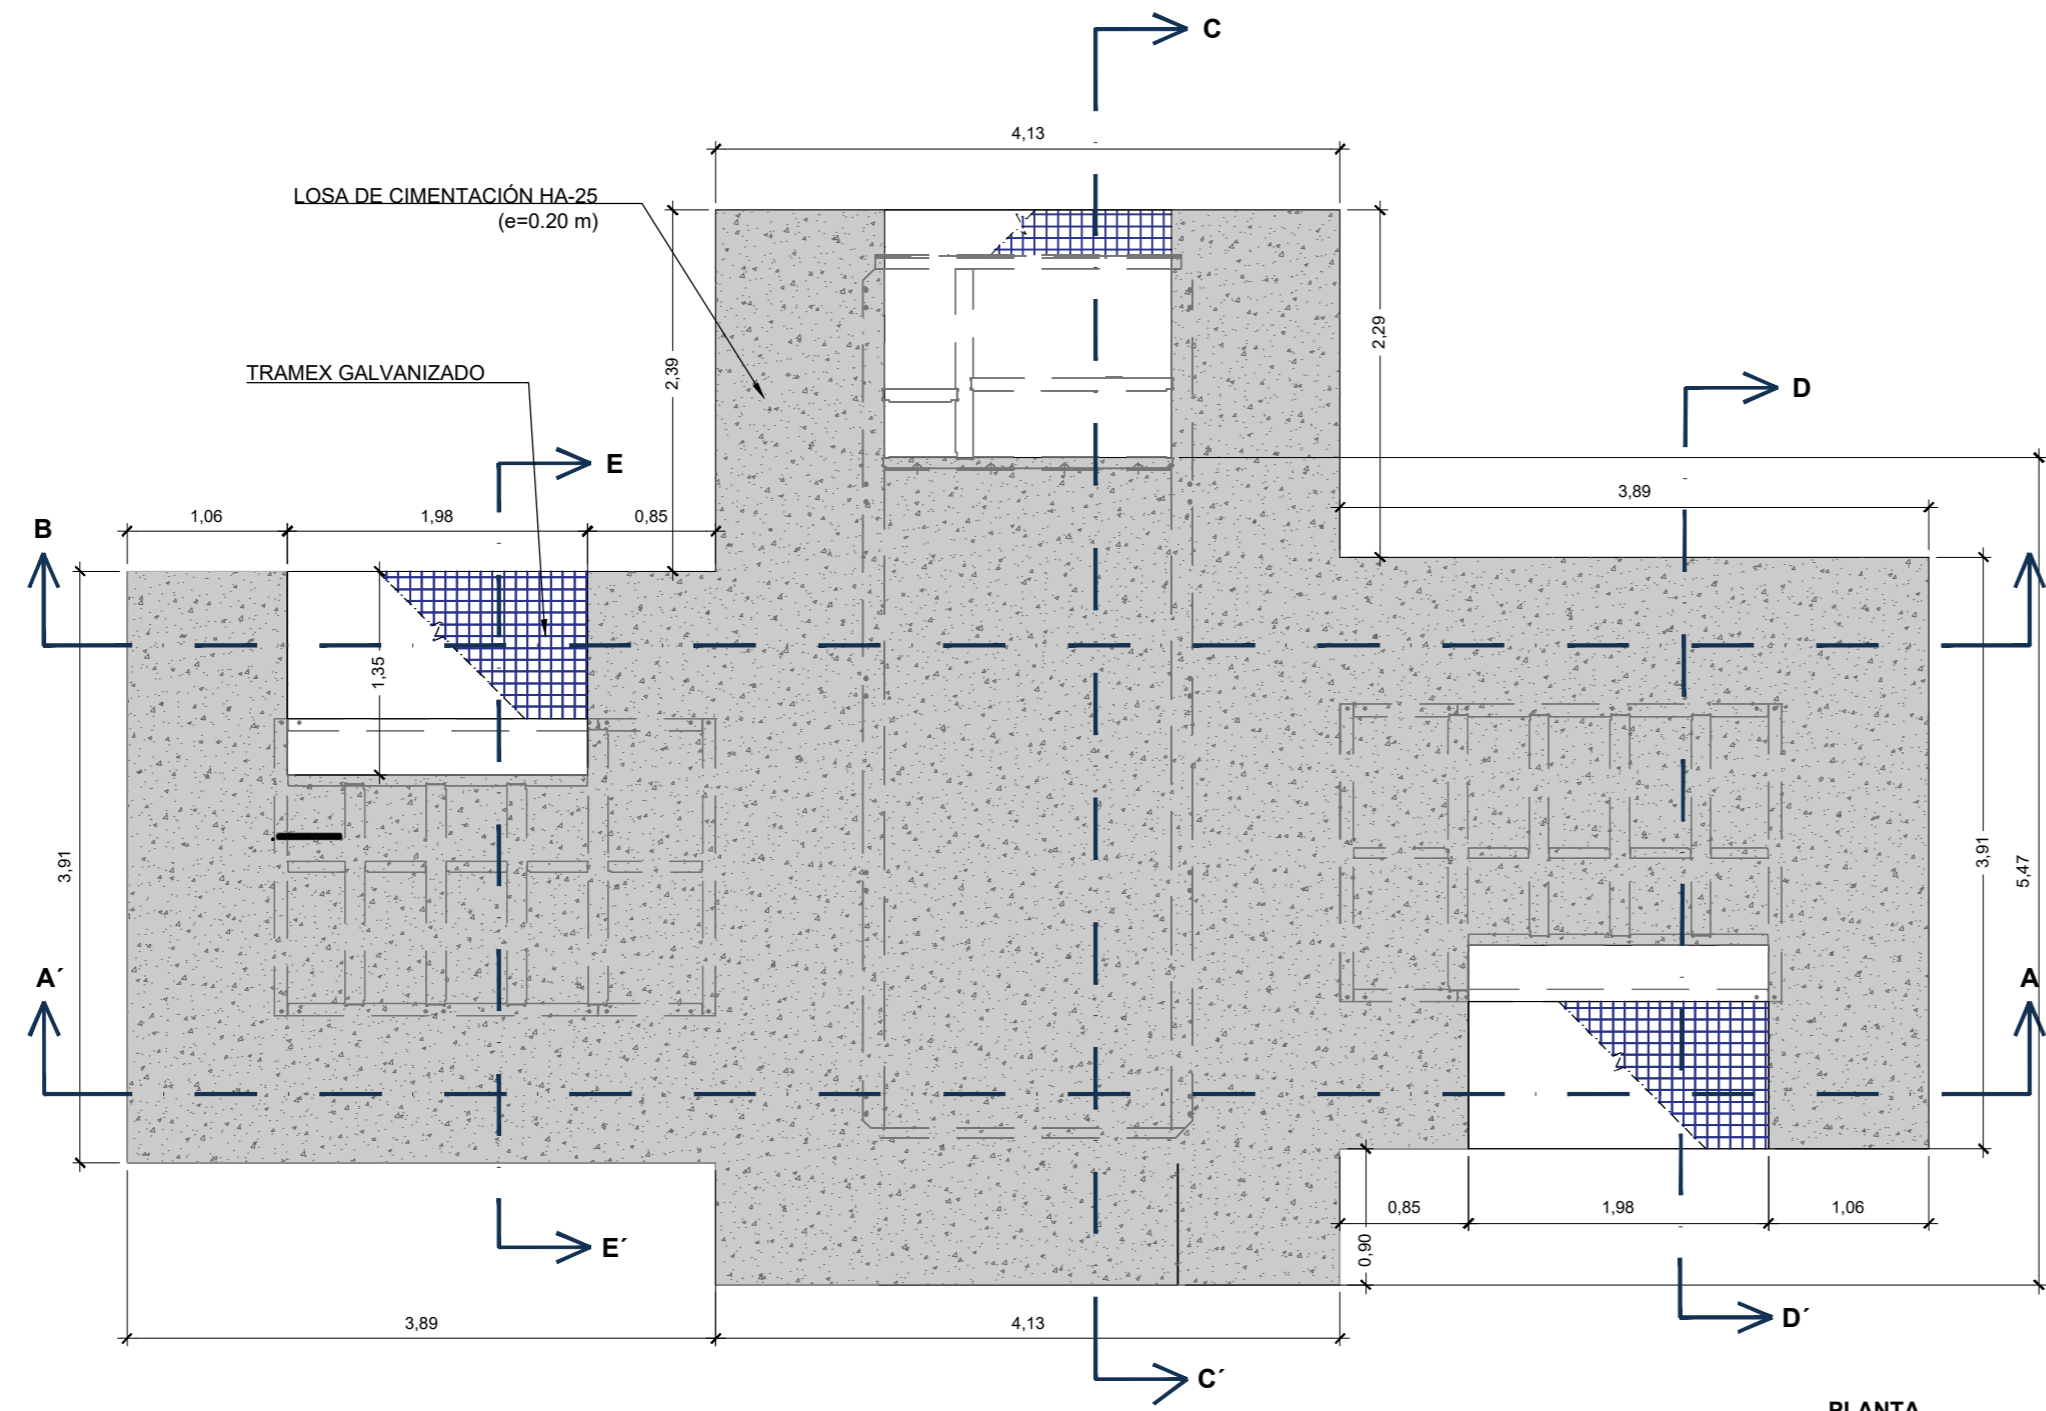 C
4,13
LOSA DE CIMENTACIÓN HA-25
(e=0.20 m)
2,39
2,29
TRAMEX GALVANIZADO
D
E
3,89
1,06
1,98
0,85
B
1,35
3,91
3,91
5,47
A´
A
0,85
1,98
1,06
0,90
E´
3,89
4,13
D´
C´
PLANTA